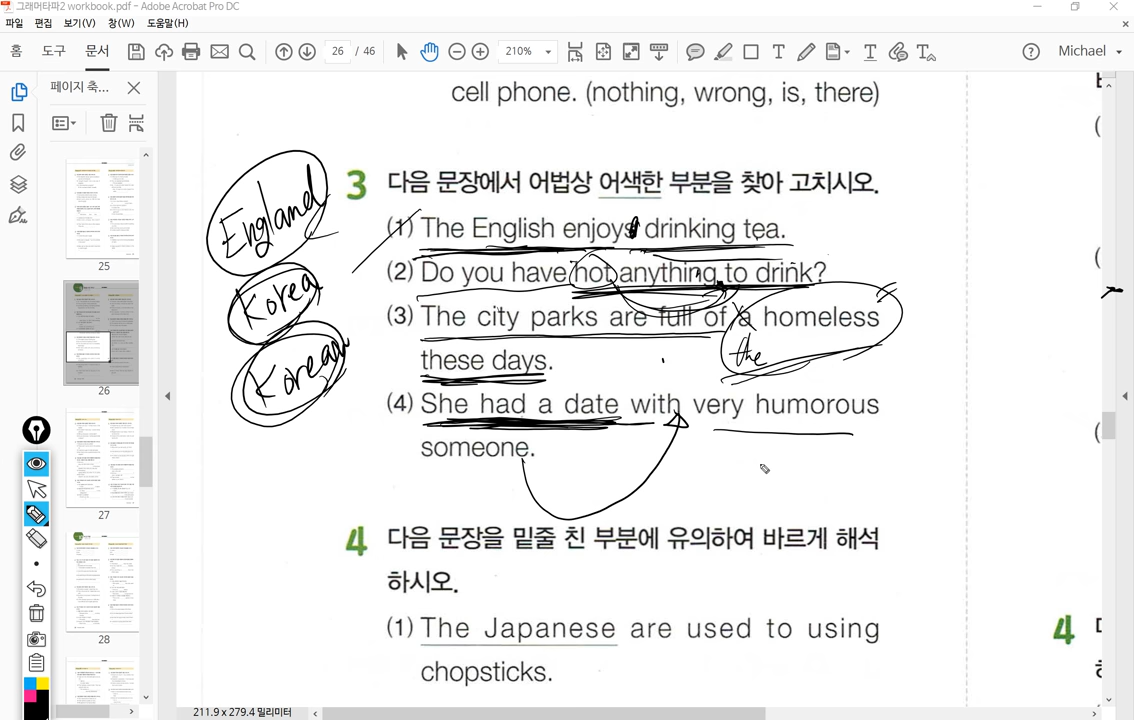 그래머타파2 workbook.pdf - Adobe Acrobat Pro DC
파일 편집 보기(V) 창(W) 도움말(H)
홈 도구 문서 26 / 46 210% Michael
페이지 축...
25
26
27
28
cell phone. (nothing, wrong, is, there)
3 다음 문장에서 어법상 어색한 부분을 찾아 고치시오.
(1) The English enjoys drinking tea.
(2) Do you have hot anything to drink?
(3) The city parks are full of a homeless
the
these days.
(4) She had a date with very humorous
someone.
England
Korea
Korean
4 다음 문장을 밑줄 친 부분에 유의하여 바르게 해석
하시오.
(1) The Japanese are used to using
chopsticks.
4
211.9 x 279.4 밀리미터